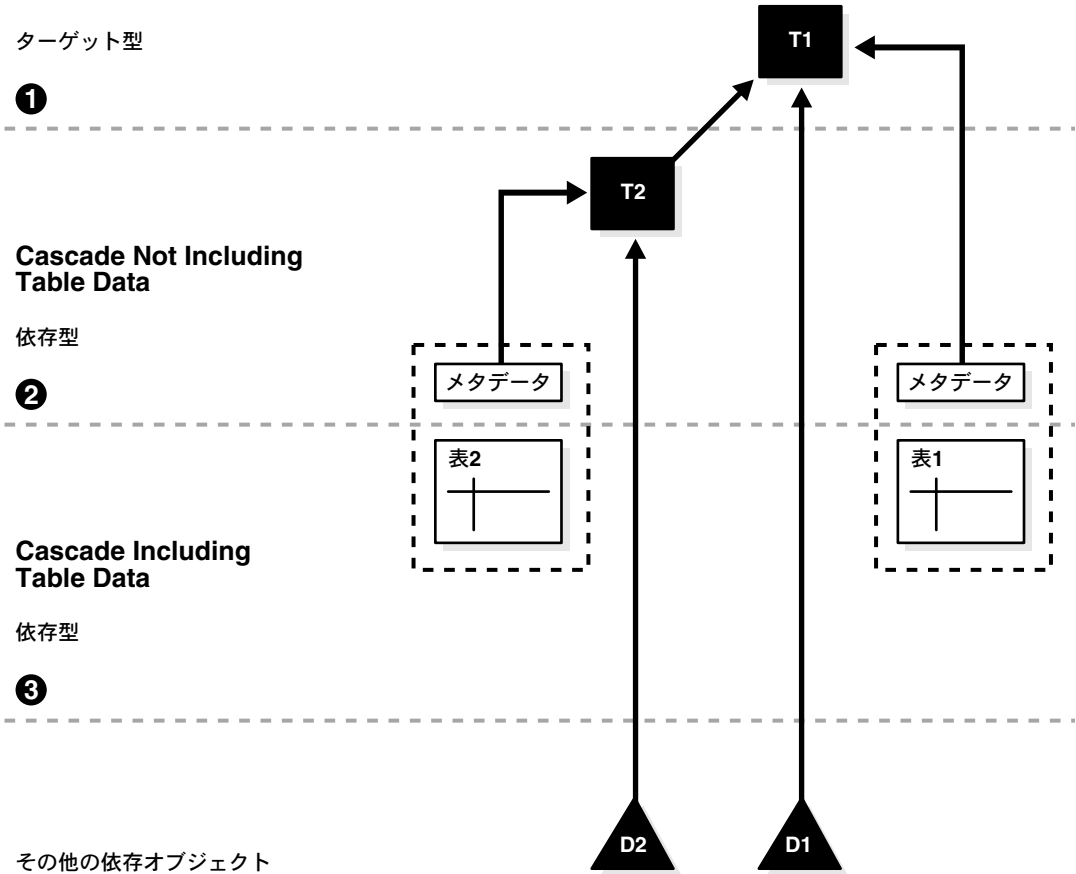 ターゲット型
T1
❶
T2
Cascade Not Including
Table Data
依存型
❷
メタデータ
メタデータ
表2
表1
Cascade Including
Table Data
依存型
❸
その他の依存オブジェクト
D2
D1